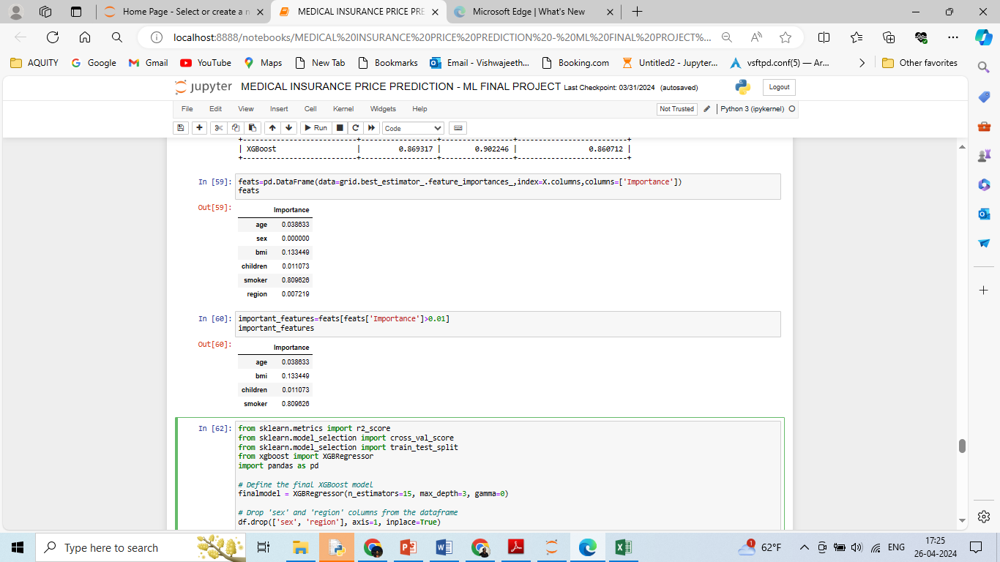 Home Page - Select or create a n
MEDICAL INSURANCE PRICE PRE
Microsoft Edge | What's New
localhost:8888/notebooks/MEDICAL%20INSURANCE%20PRICE%20PREDICTION%20-%20ML%20FINAL%20PROJECT%...
AQUITY
Google
Gmail
YouTube
Maps
New Tab
Bookmarks
Email - Vishwajeeth...
Booking.com
Untitled2 - Jupyter...
vsftpd.conf(5) — Ar...
Other favorites
jupyter MEDICAL INSURANCE PRICE PREDICTION - ML FINAL PROJECT Last Checkpoint: 03/31/2024 (autosaved)
Logout
File Edit View Insert Cell Kernel Widgets Help
Not Trusted
Python 3 (ipykernel)
Run
Code
+---------------------------+------------------+------------------+--------------------------+
| XGBoost | 0.869317 | 0.902246 | 0.860712 |
+---------------------------+------------------+------------------+--------------------------+
In [59]: feats=pd.DataFrame(data=grid.best_estimator_.feature_importances_,index=X.columns,columns=['Importance'])
feats
Out[59]:
Importance
age 0.038633
sex 0.000000
bmi 0.133449
children 0.011073
smoker 0.809626
region 0.007219
In [60]: important_features=feats[feats['Importance']>0.01]
important_features
Out[60]:
Importance
age 0.038633
bmi 0.133449
children 0.011073
smoker 0.809626
In [62]: from sklearn.metrics import r2_score
from sklearn.model_selection import cross_val_score
from sklearn.model_selection import train_test_split
from xgboost import XGBRegressor
import pandas as pd
# Define the final XGBoost model
finalmodel = XGBRegressor(n_estimators=15, max_depth=3, gamma=0)
# Drop 'sex' and 'region' columns from the dataframe
df.drop(['sex', 'region'], axis=1, inplace=True)
Type here to search
1
62°F
ENG
17:25
26-04-2024